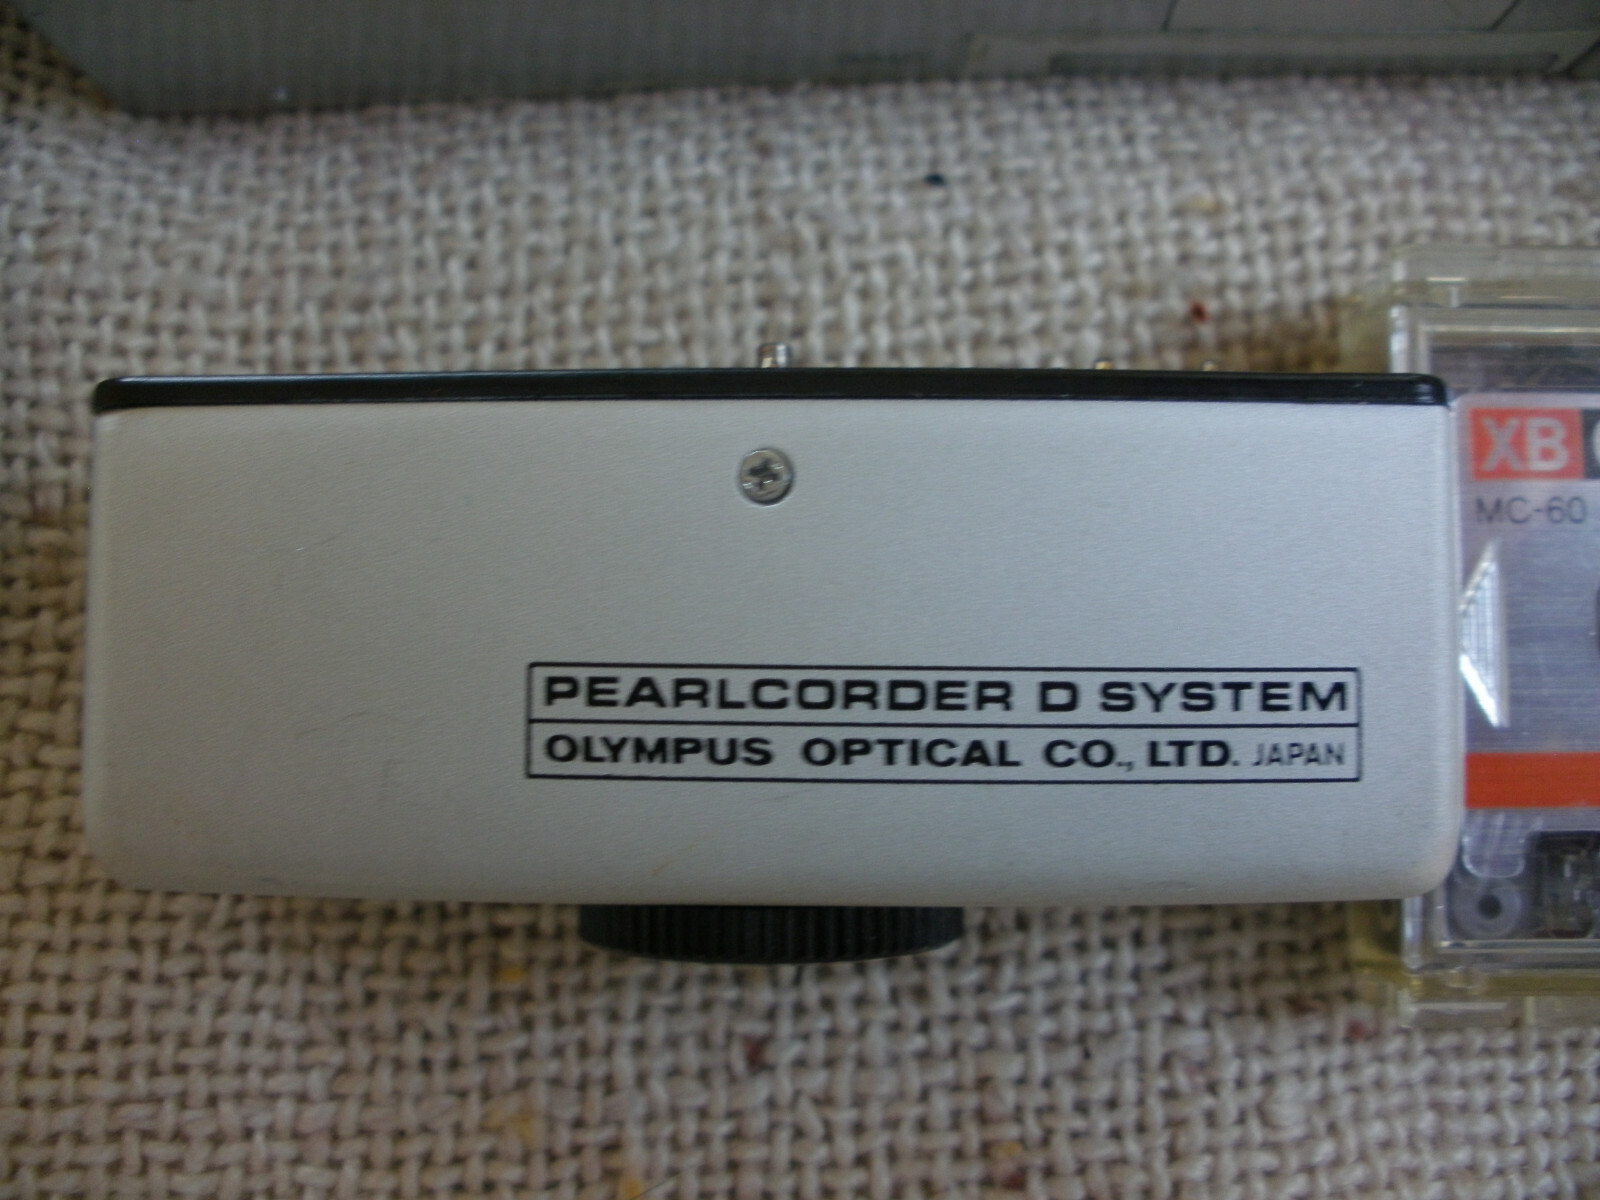 PEARLCORDER D SYSTEM
OLYMPUS OPTICAL CO., LTD. JAPAN
XB
MC-60